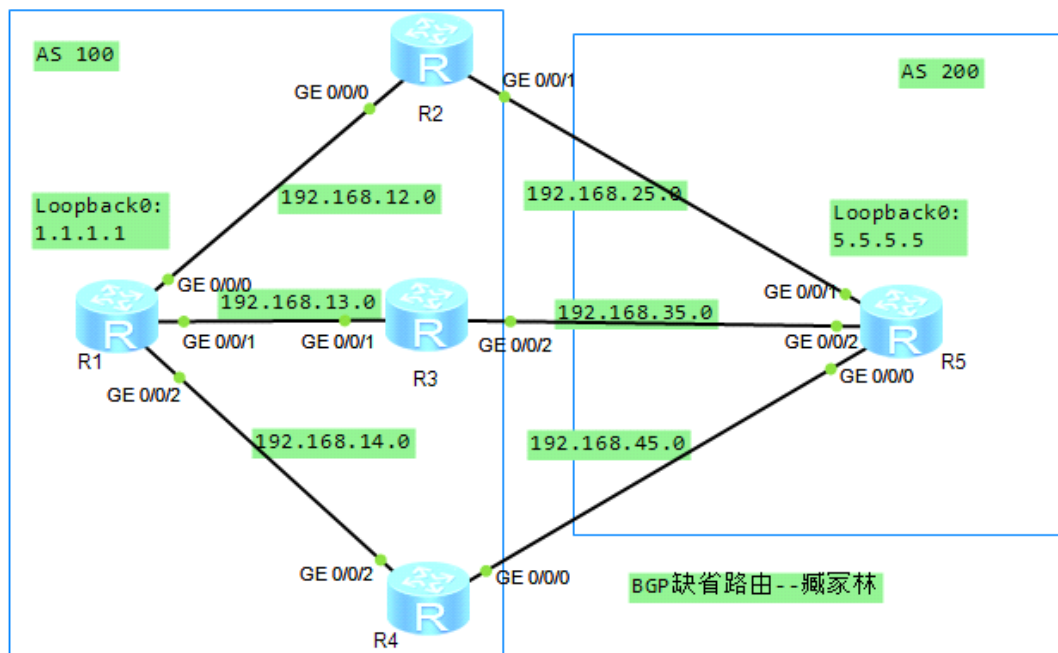 AS 100
AS 200
R
GE 0/0/0
GE 0/0/1
R2
192.168.12.0
192.168.25.0
Loopback0:
1.1.1.1
Loopback0:
5.5.5.5
GE 0/0/0
GE 0/0/1
R
192.168.13.0
R
192.168.35.0
R
GE 0/0/1
GE 0/0/1
GE 0/0/2
GE 0/0/2
R1
R3
R5
GE 0/0/2
GE 0/0/0
192.168.14.0
192.168.45.0
GE 0/0/2
GE 0/0/0
R
R4
BGP缺省路由--臧家林